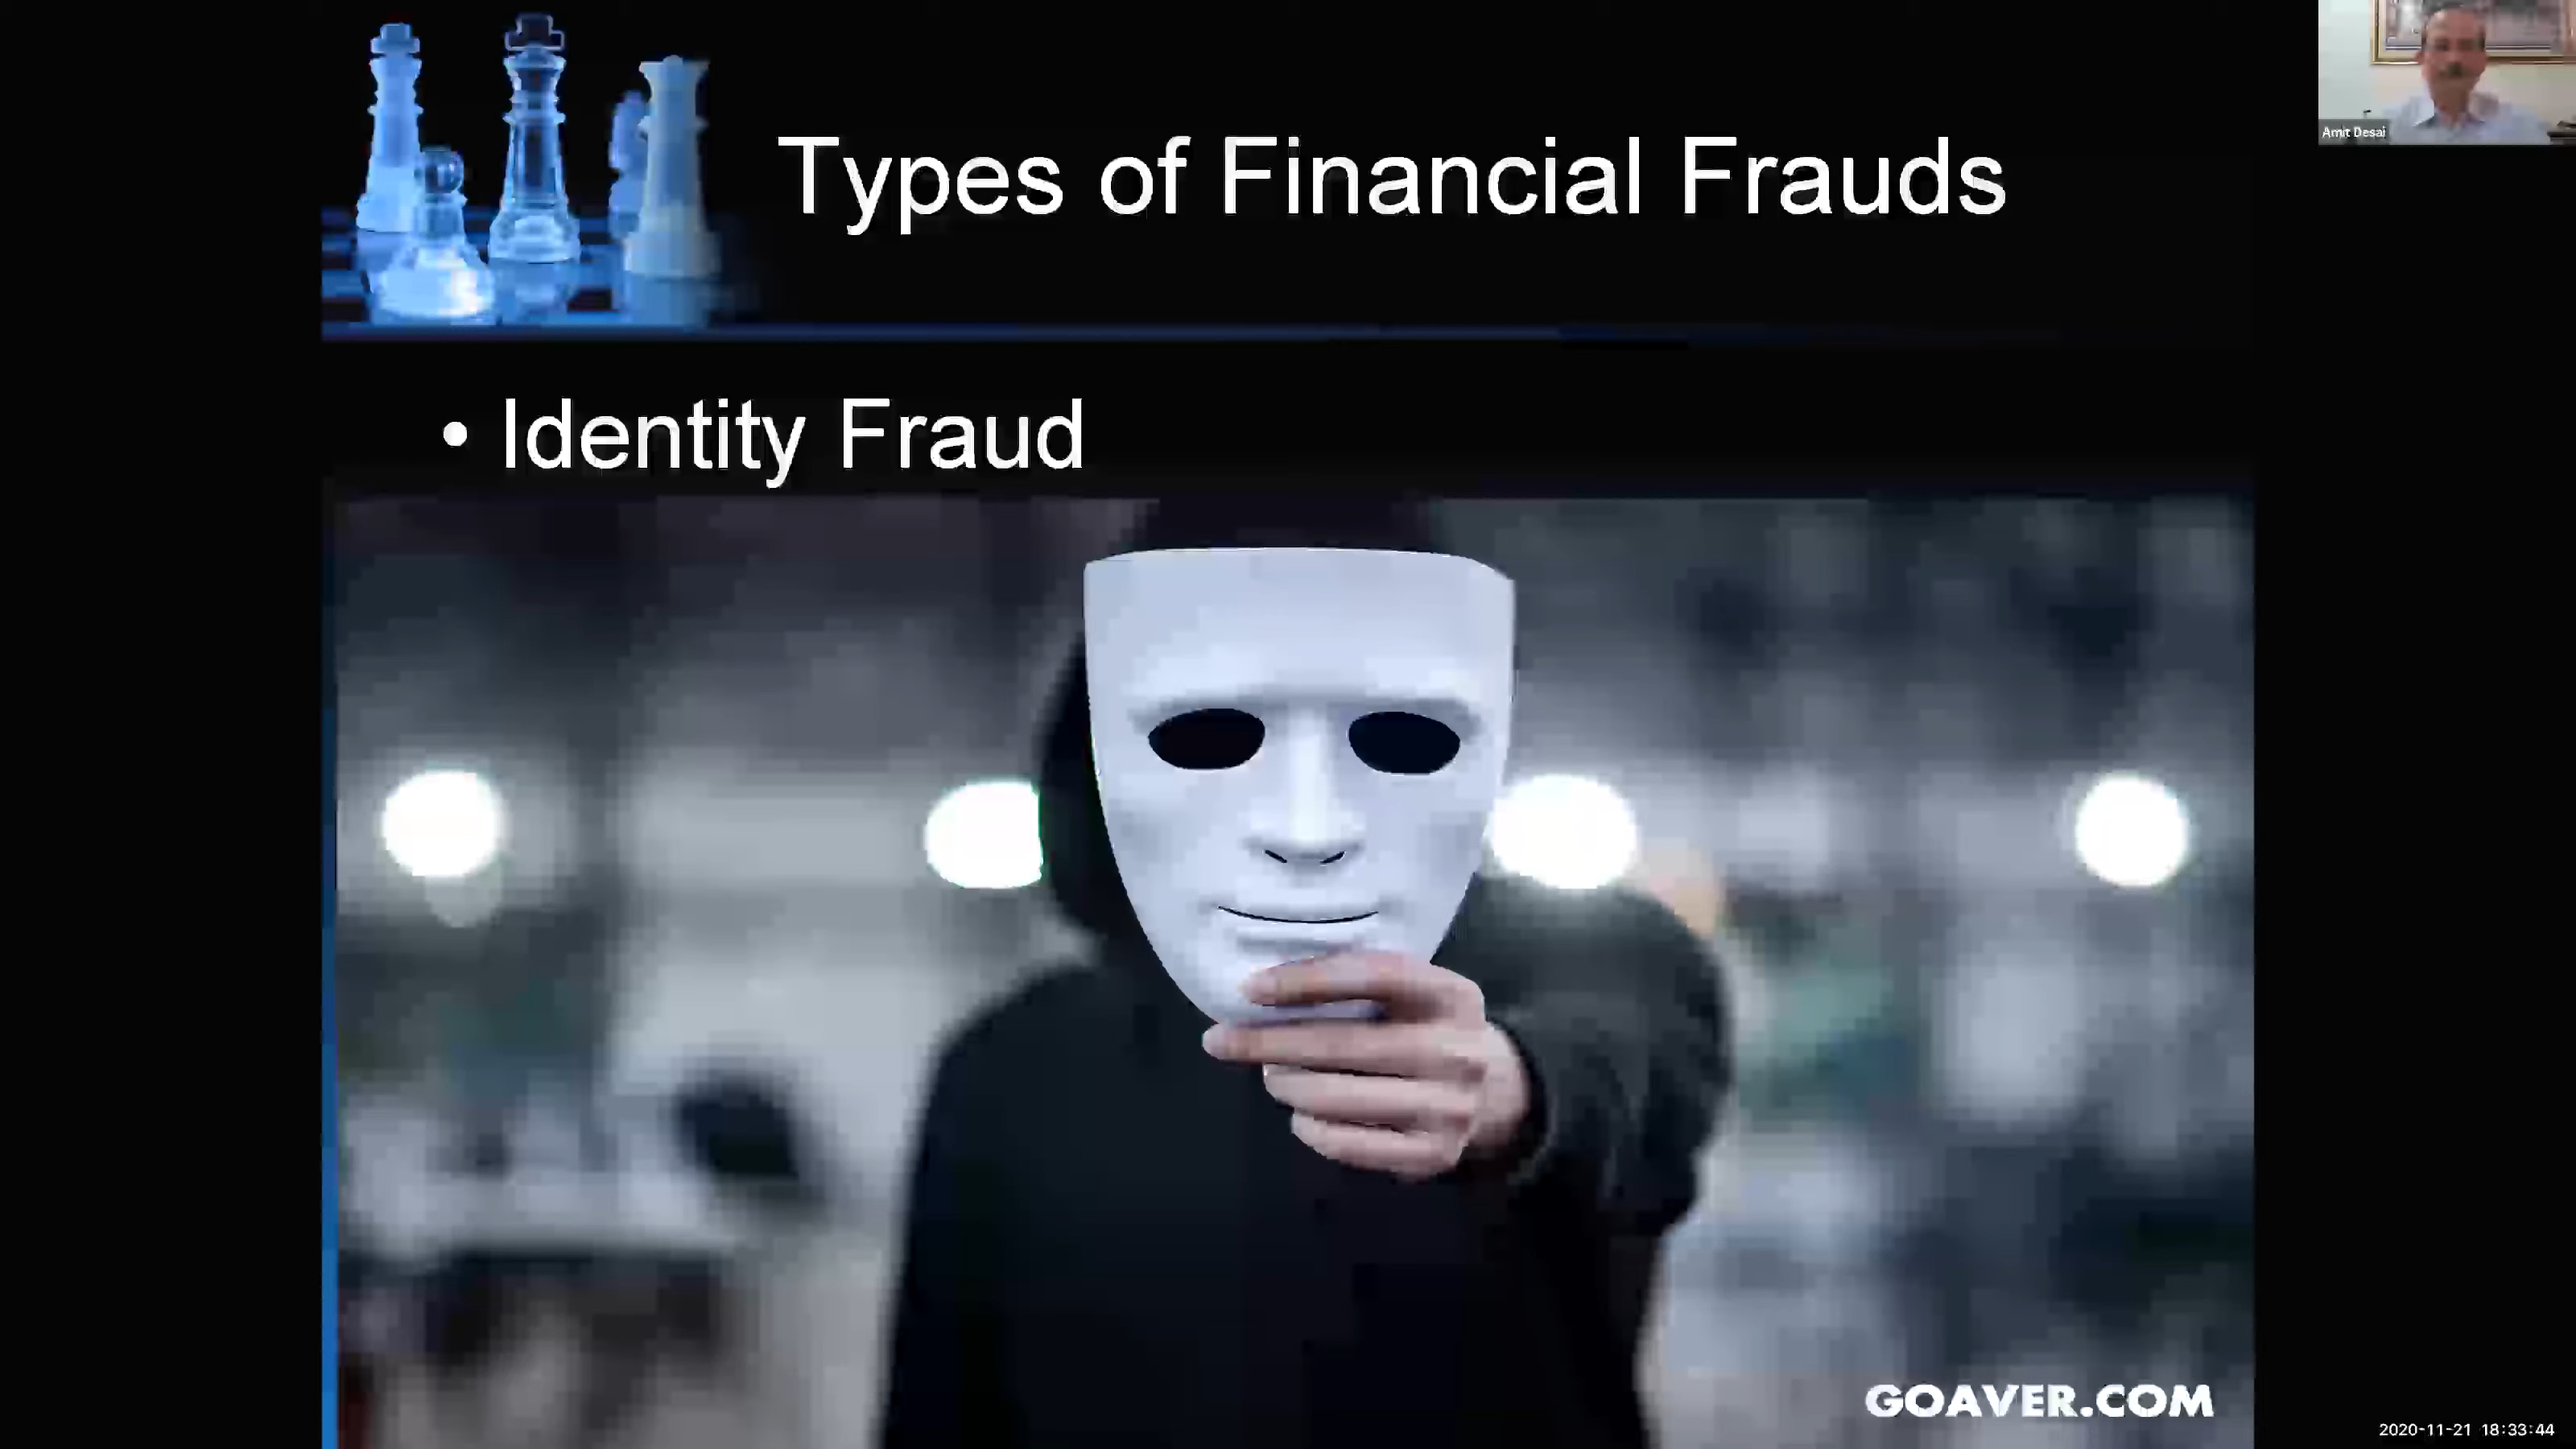 Types of Financial Frauds
Amit Desai
• Identity Fraud
GOAVER.COM
2020-11-21 18:33:44